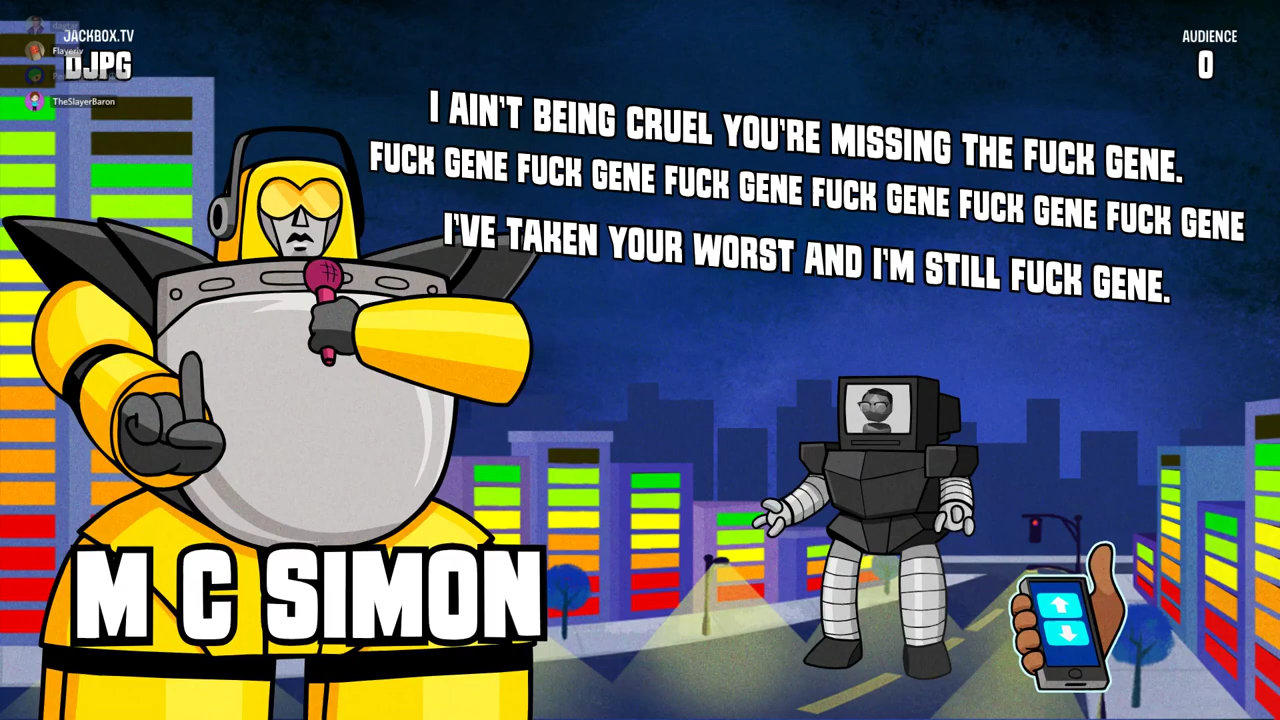 JACKBOX.TV
DJPG
Flayeriv
TheSlayerBaron
AUDIENCE
0
I AIN'T BEING CRUEL YOU'RE MISSING THE FUCK GENE.
FUCK GENE FUCK GENE FUCK GENE FUCK GENE FUCK GENE FUCK GENE
I'VE TAKEN YOUR WORST AND I'M STILL FUCK GENE.
M C SIMON